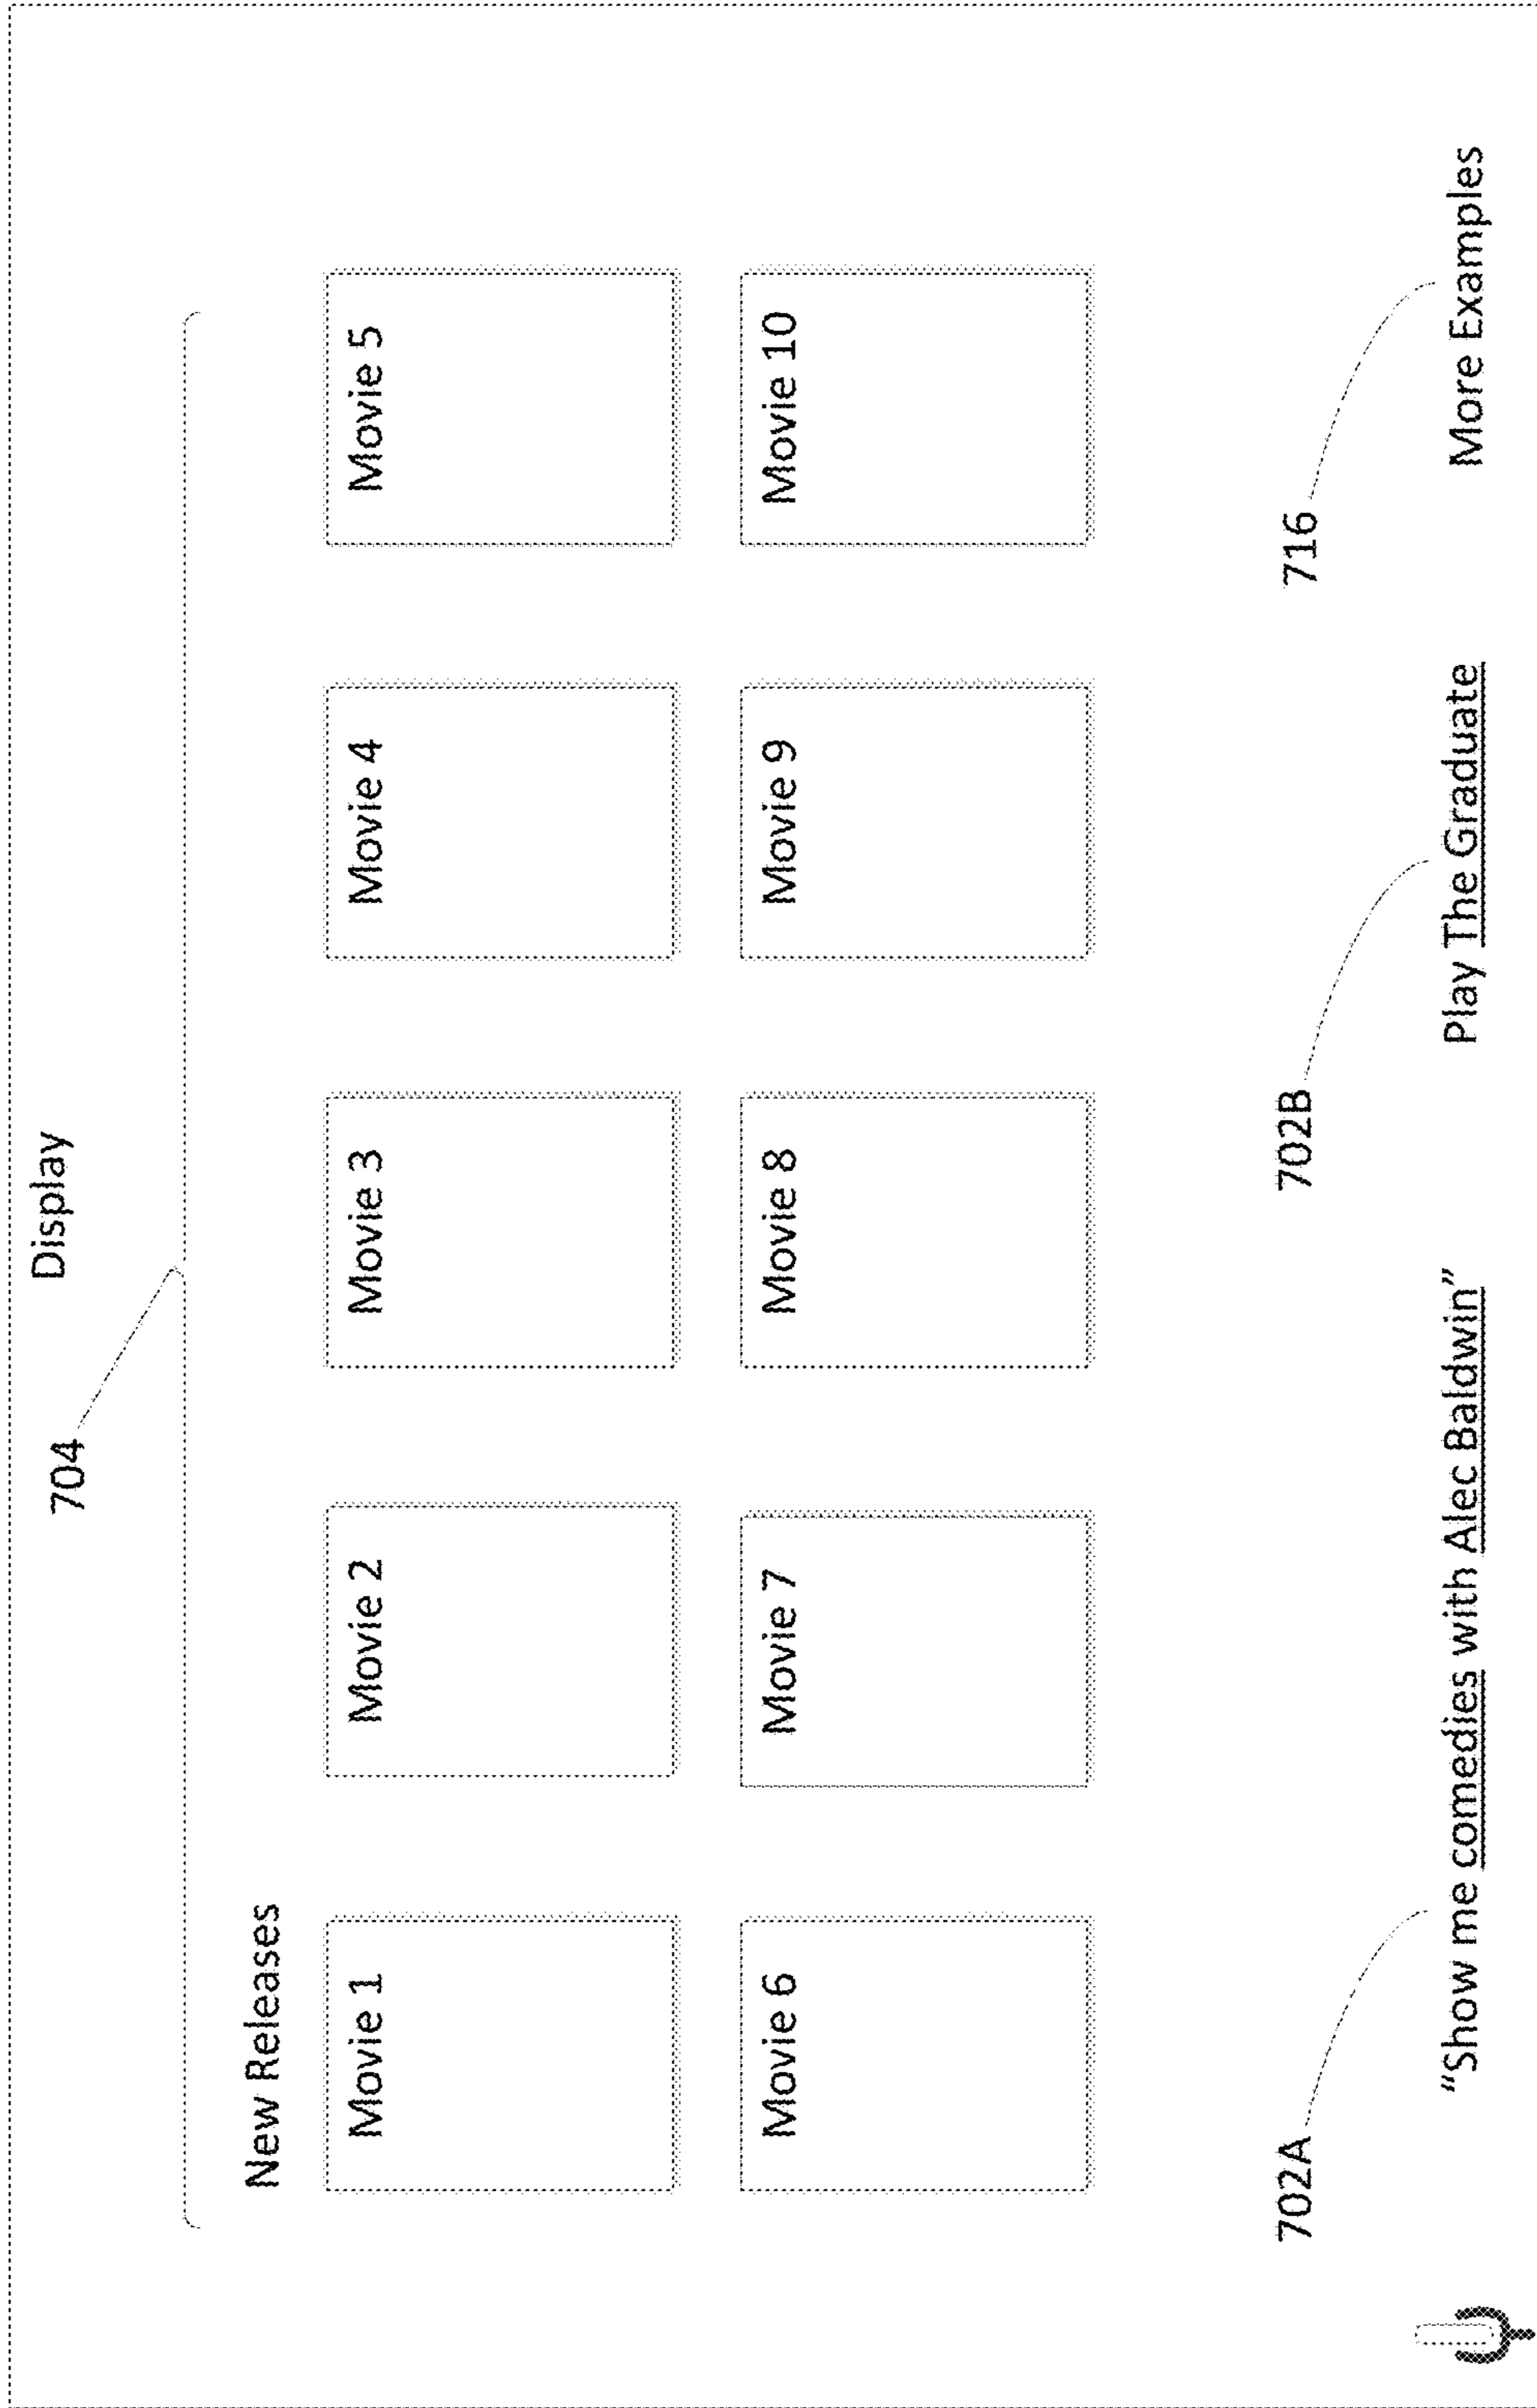 Display
704
New Releases
Movie 1 Movie 2 Movie 3 Movie 4 Movie 5
Movie 6 Movie 7 Movie 8 Movie 9 Movie 10
702A 702B 716
“Show me comedies with Alec Baldwin” Play The Graduate More Examples